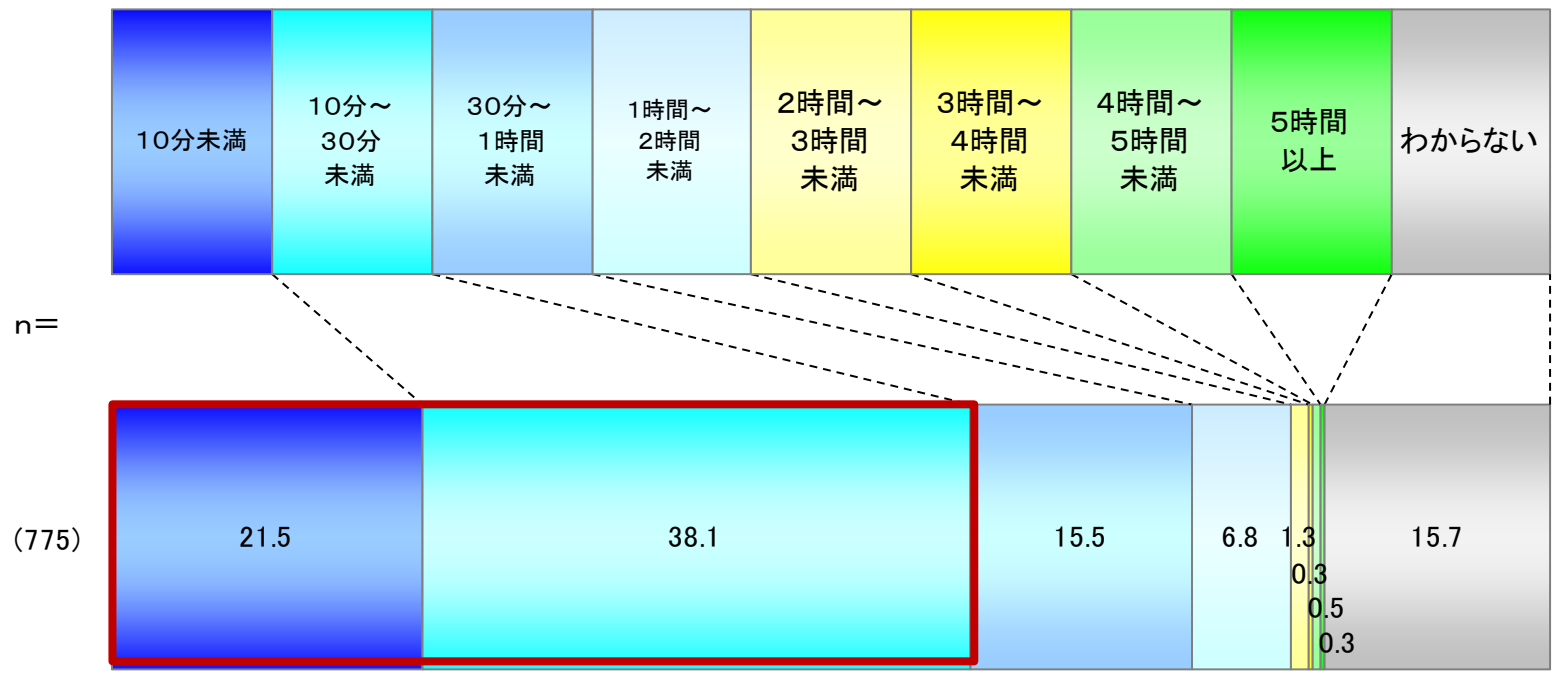 10分未満
10分～
30分
未満
30分～
1時間
未満
1時間～
2時間
未満
2時間～
3時間
未満
3時間～
4時間
未満
4時間～
5時間
未満
5時間
以上
わからない
n＝
(775)
21.5
38.1
15.5
6.8
1.3
0.3
0.5
0.3
15.7